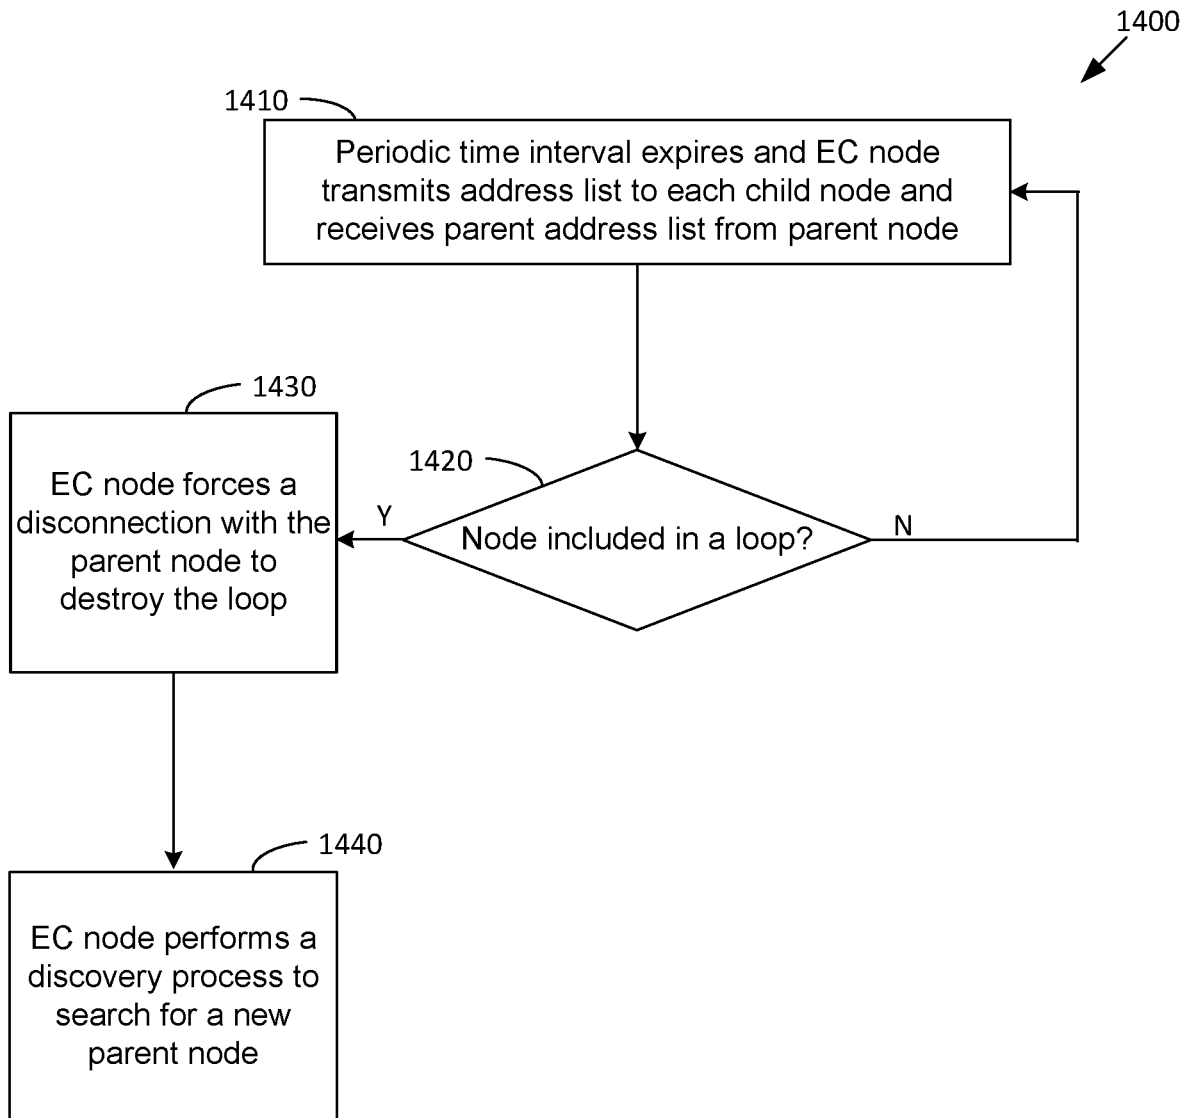 1400
1410
Periodic time interval expires and EC node
transmits address list to each child node and
receives parent address list from parent node
1430
EC node forces a
disconnection with the
parent node to
destroy the loop
1420
Y
Node included in a loop?
N
1440
EC node performs a
discovery process to
search for a new
parent node